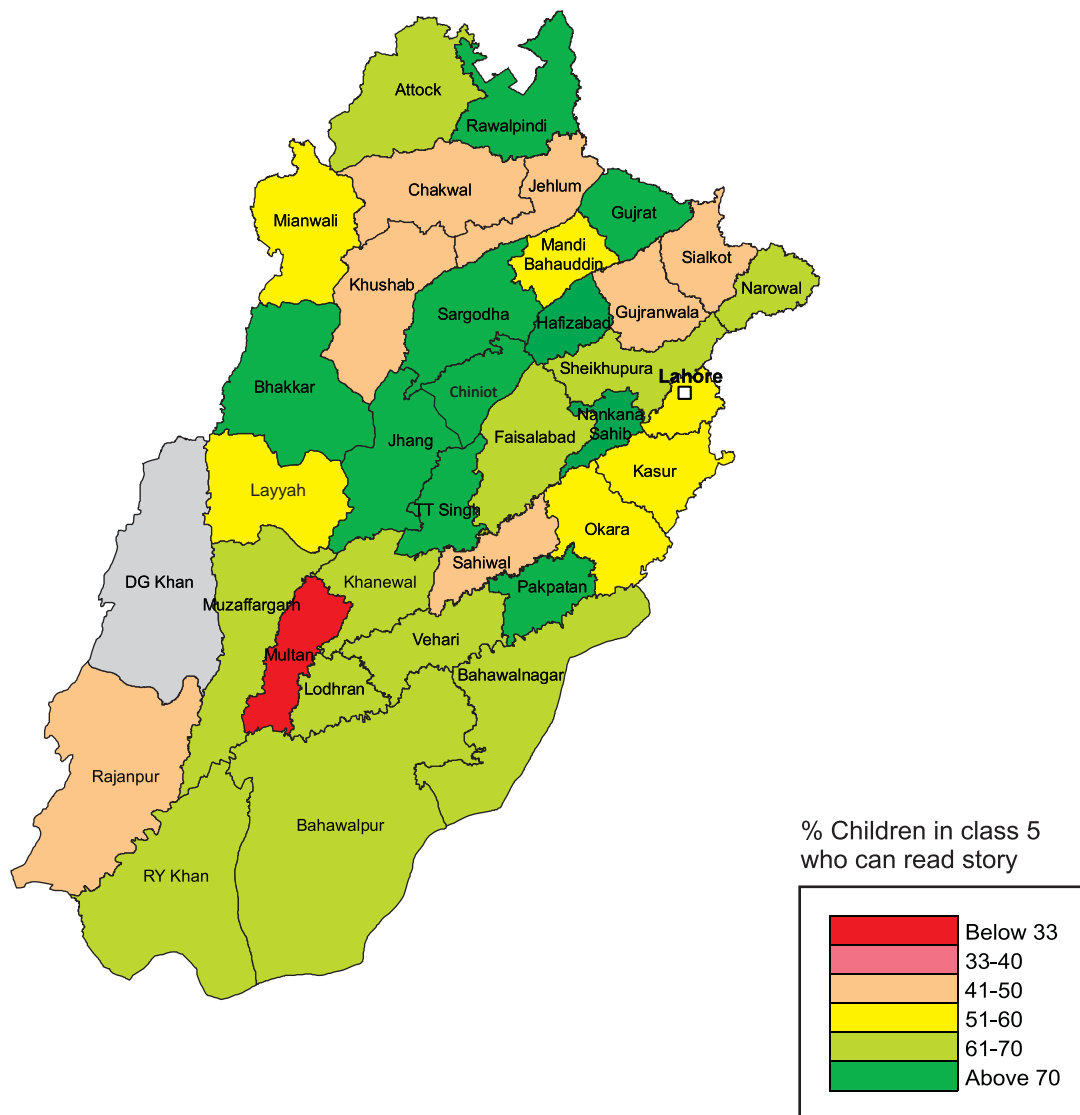 Attock
Rawalpindi
Chakwal
Jehlum
Mianwali
Gujrat
Mandi
Bahauddin
Sialkot
Khushab
Narowal
Sargodha
Hafizabad
Gujranwala
Sheikhupura
Lahore
Bhakkar
Chiniot
Nankana
Sahib
Jhang
Faisalabad
Kasur
Layyah
TT Singh
Okara
Sahiwal
DG Khan
Khanewal
Pakpatan
Muzaffargarh
Vehari
Multan
Bahawalnagar
Lodhran
Rajanpur
Bahawalpur
RY Khan
% Children in class 5
who can read story
Below 33
33-40
41-50
51-60
61-70
Above 70